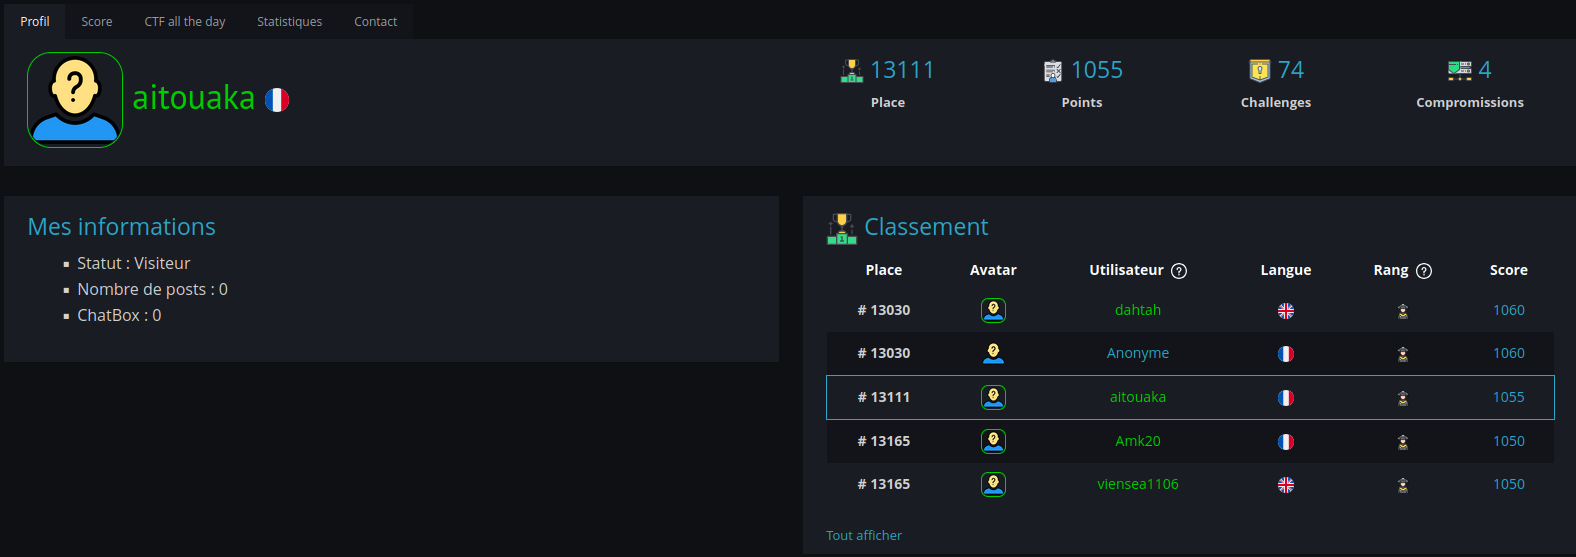 Profil Score CTF all the day Statistiques Contact
aitouaka
13111 1055 74 4
Place Points Challenges Compromissions
Mes informations
Statut : Visiteur
Nombre de posts : 0
ChatBox : 0
Classement
Place Avatar Utilisateur ? Langue Rang ? Score
# 13030 dahtah 1060
# 13030 Anonyme 1060
# 13111 aitouaka 1055
# 13165 Amk20 1050
# 13165 viensea1106 1050
Tout afficher